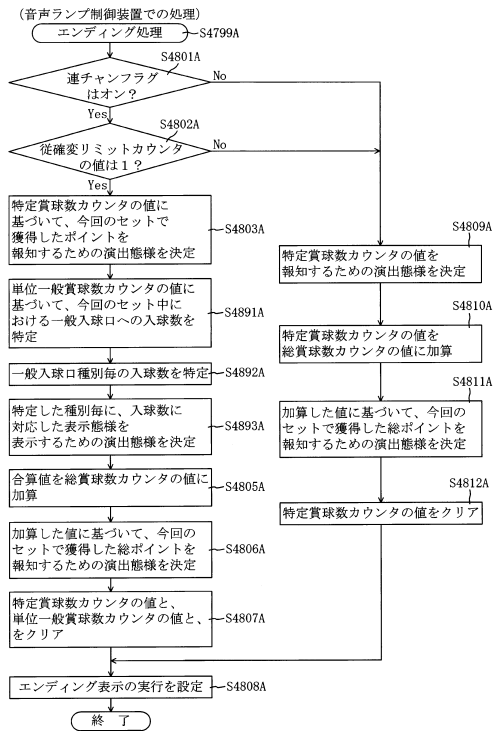 (音声ランプ制御装置での処理)
エンディング処理
S4799A
S4801A
連チャンフラグ
はオン?
No
Yes
S4802A
従確変リミットカウンタ
の値は1?
No
Yes
特定賞球数カウンタの値に
基づいて、今回のセットで
獲得したポイントを
報知するための演出態様を決定
S4803A
単位一般賞球数カウンタの値に
基づいて、今回のセット中に
おける一般入球口への入球数を
特定
S4891A
一般入球口種別毎の入球数を特定
S4892A
特定した種別毎に、入球数に
対応した表示態様を
表示するための演出態様を決定
S4893A
合算値を総賞球数カウンタの値に
加算
S4805A
加算した値に基づいて、今回の
セットで獲得した総ポイントを
報知するための演出態様を決定
S4806A
特定賞球数カウンタの値と、
単位一般賞球数カウンタの値と、
をクリア
S4807A
S4809A
特定賞球数カウンタの値を
報知するための演出態様を決定
S4810A
特定賞球数カウンタの値を
総賞球数カウンタの値に加算
S4811A
加算した値に基づいて、今回の
セットで獲得した総ポイントを
報知するための演出態様を決定
S4812A
特定賞球数カウンタの値をクリア
エンディング表示の実行を設定
S4808A
終 了